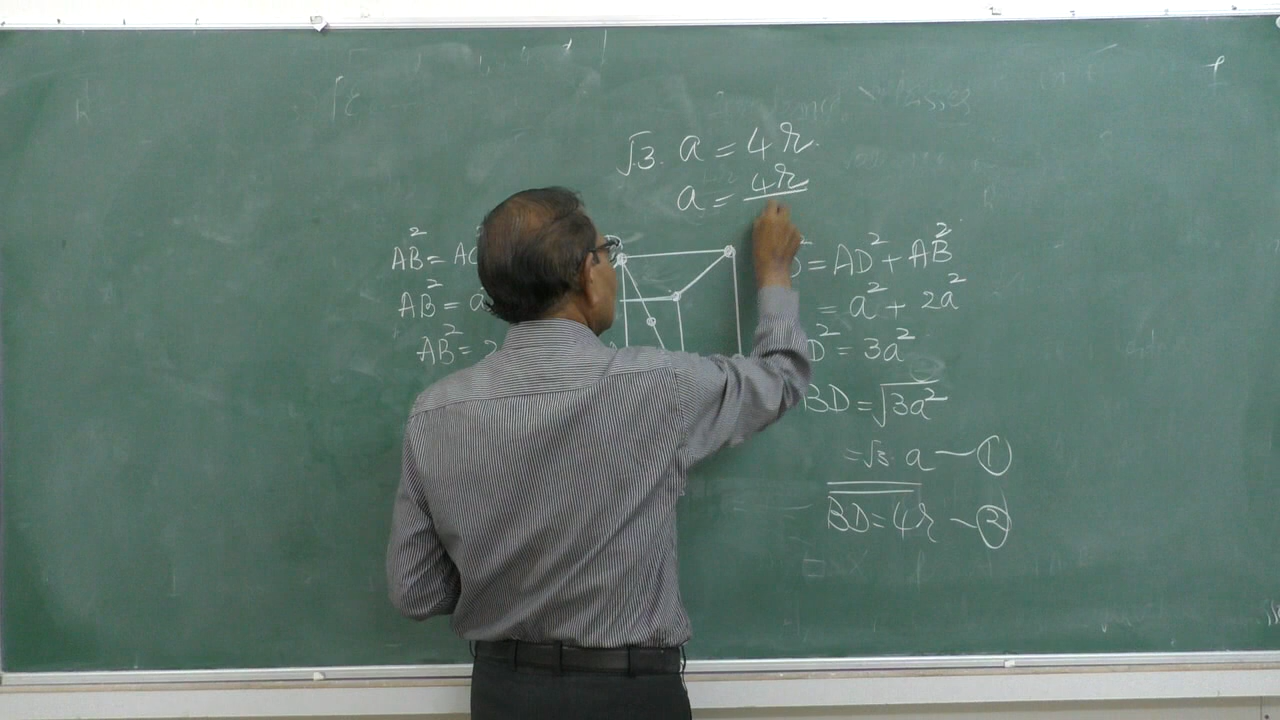 √3. a = 4r
a = 4r
AB² = AC
AB² = a
AB² = 2
² = AD² + AB²
= a² + 2a²
D² = 3a²
BD = √3a²
= √3. a — ①
BD = 4r — ②